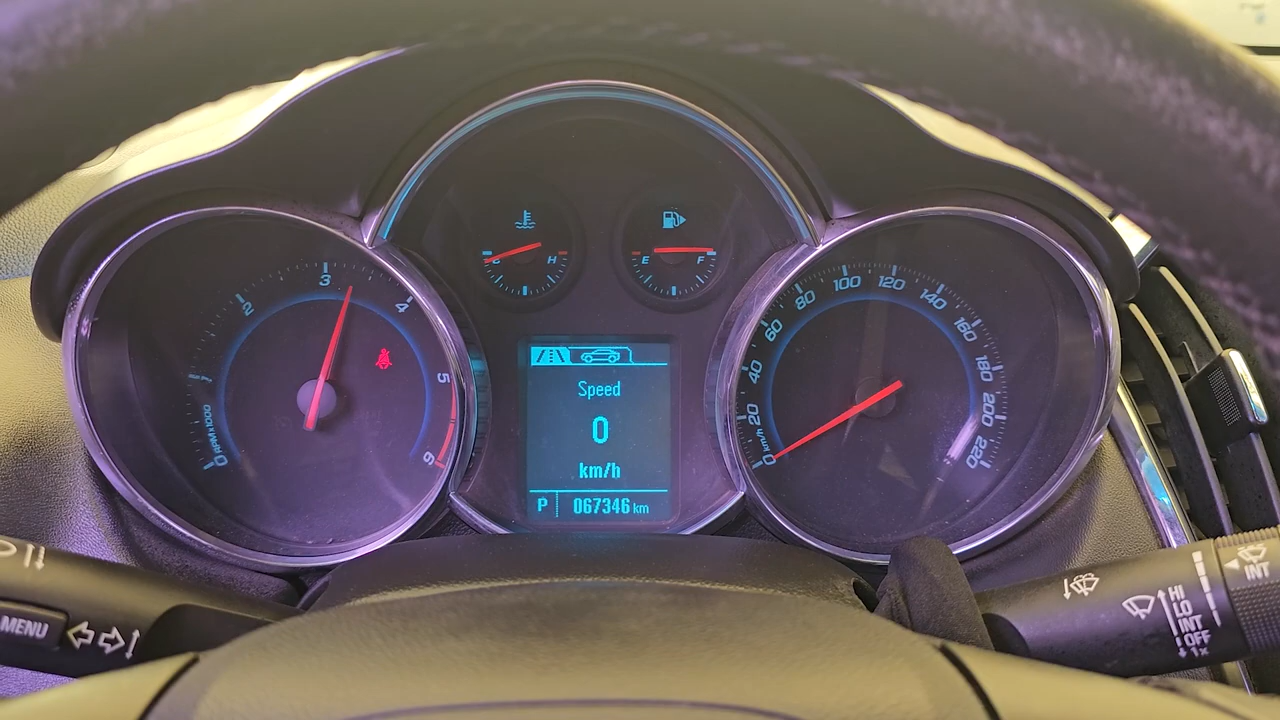 C H
E F
0 1 2 3 4 5 6
x1000 RPM
Speed
0
km/h
P 067346 km
0 20 40 60 80 100 120 140 160 180 200 220
km/h
MENU
HI
LO
INT
OFF
1x
INT